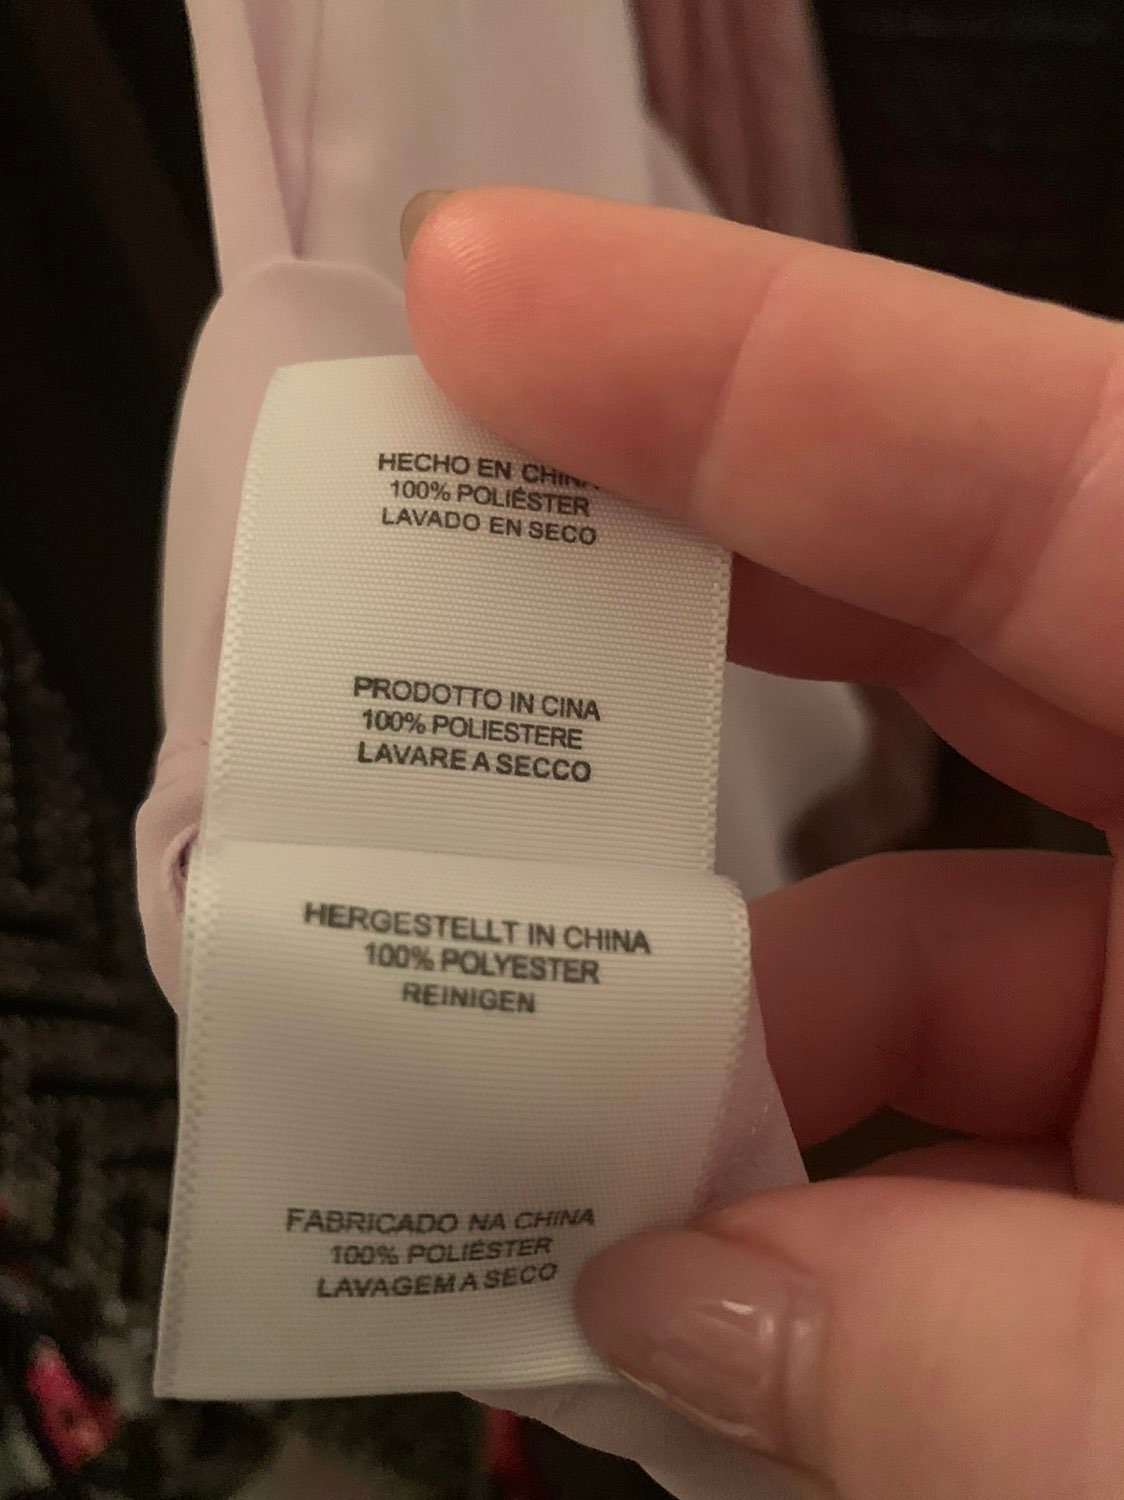 HECHO EN CHINA
100% POLIÉSTER
LAVADO EN SECO
PRODOTTO IN CINA
100% POLIESTERE
LAVARE A SECCO
HERGESTELLT IN CHINA
100% POLYESTER
REINIGEN
FABRICADO NA CHINA
100% POLIÉSTER
LAVAGEM A SECO